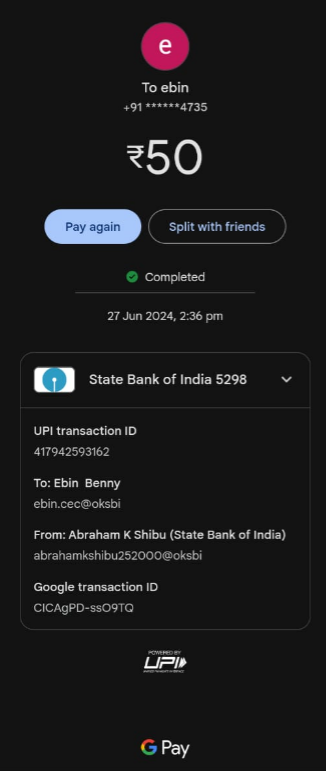 e
To ebin
+91 ******4735
₹50
Pay again
Split with friends
Completed
27 Jun 2024, 2:36 pm
State Bank of India 5298
UPI transaction ID
417942593162
To: Ebin Benny
ebin.cec@oksbi
From: Abraham K Shibu (State Bank of India)
abrahamkshibu252000@oksbi
Google transaction ID
CICAgPD-ssO9TQ
POWERED BY
UPI
UNIFIED PAYMENTS INTERFACE
G Pay